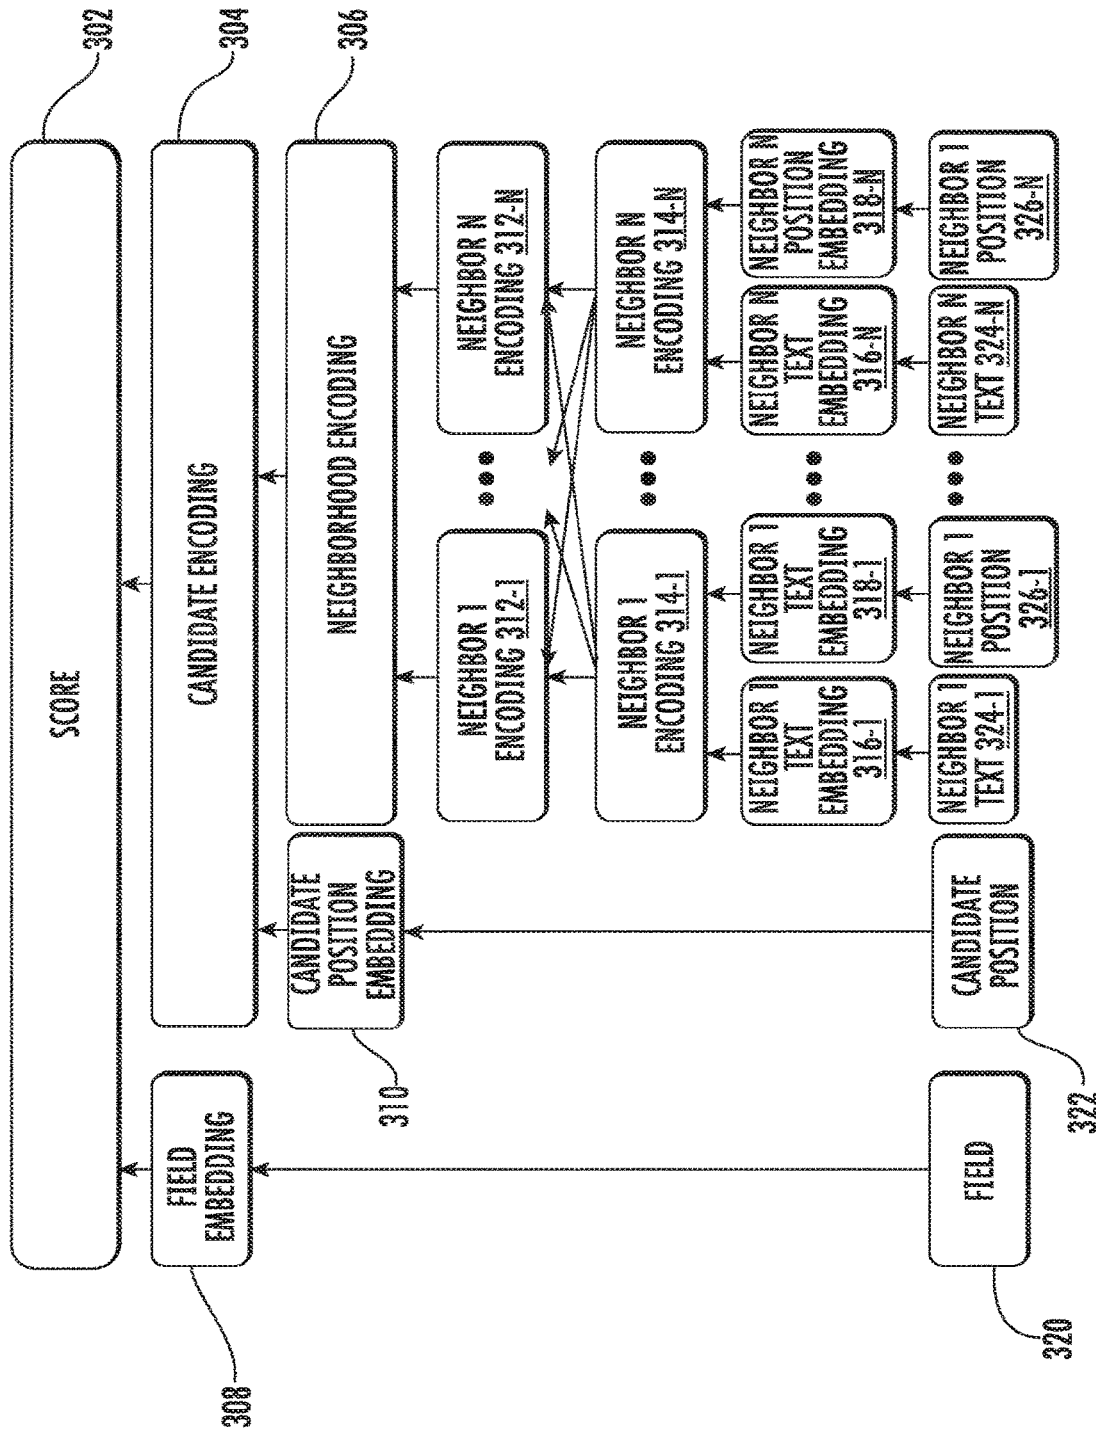 302
SCORE
304
CANDIDATE ENCODING
306
NEIGHBORHOOD ENCODING
308
FIELD
EMBEDDING
310
CANDIDATE
POSITION
EMBEDDING
NEIGHBOR 1
ENCODING 312-1
NEIGHBOR N
ENCODING 312-N
NEIGHBOR 1
ENCODING 314-1
NEIGHBOR N
ENCODING 314-N
NEIGHBOR 1
TEXT
EMBEDDING
316-1
NEIGHBOR 1
TEXT
EMBEDDING
318-1
NEIGHBOR N
TEXT
EMBEDDING
316-N
NEIGHBOR N
POSITION
EMBEDDING
318-N
FIELD
320
CANDIDATE
POSITION
322
NEIGHBOR 1
TEXT 324-1
NEIGHBOR 1
POSITION
326-1
NEIGHBOR N
TEXT 324-N
NEIGHBOR 1
POSITION
326-N